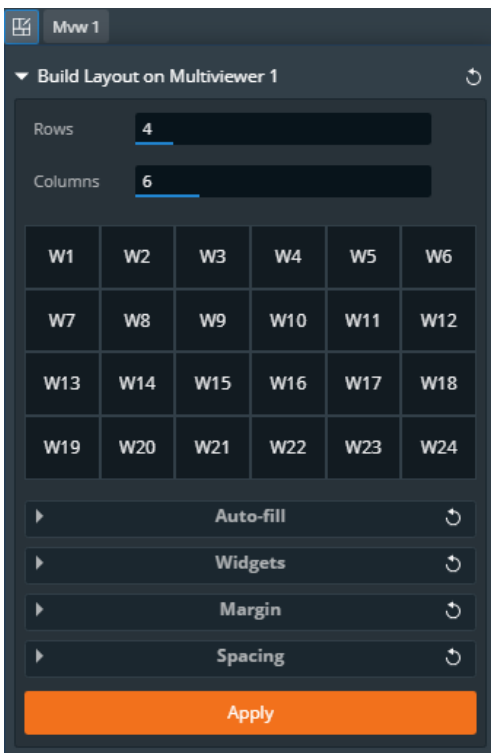 Mvw 1
Build Layout on Multiviewer 1
Rows 4
Columns 6
W1 W2 W3 W4 W5 W6
W7 W8 W9 W10 W11 W12
W13 W14 W15 W16 W17 W18
W19 W20 W21 W22 W23 W24
Auto-fill
Widgets
Margin
Spacing
Apply